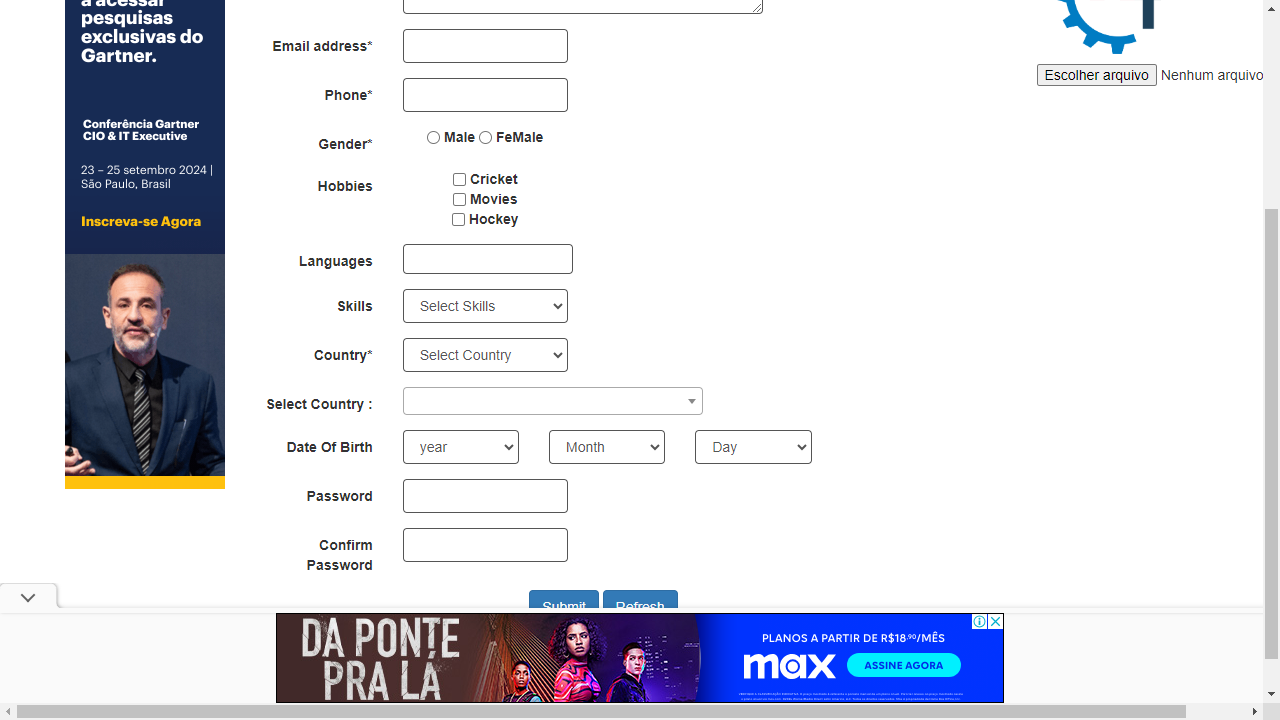 a acessar
pesquisas
exclusivas do
Gartner.
Conferência Gartner
CIO & IT Executive
23 – 25 setembro 2024 |
São Paulo, Brasil
Inscreva-se Agora
Email address*
Phone*
Gender*
Male FeMale
Hobbies
Cricket
Movies
Hockey
Languages
Skills
Select Skills
Country*
Select Country
Select Country :
Date Of Birth
year Month Day
Password
Confirm
Password
Submit Refresh
Escolher arquivo Nenhum arquivo
DA PONTE
PRA LÁ
PLANOS A PARTIR DE R$18,90/MÊS
max
ASSINE AGORA